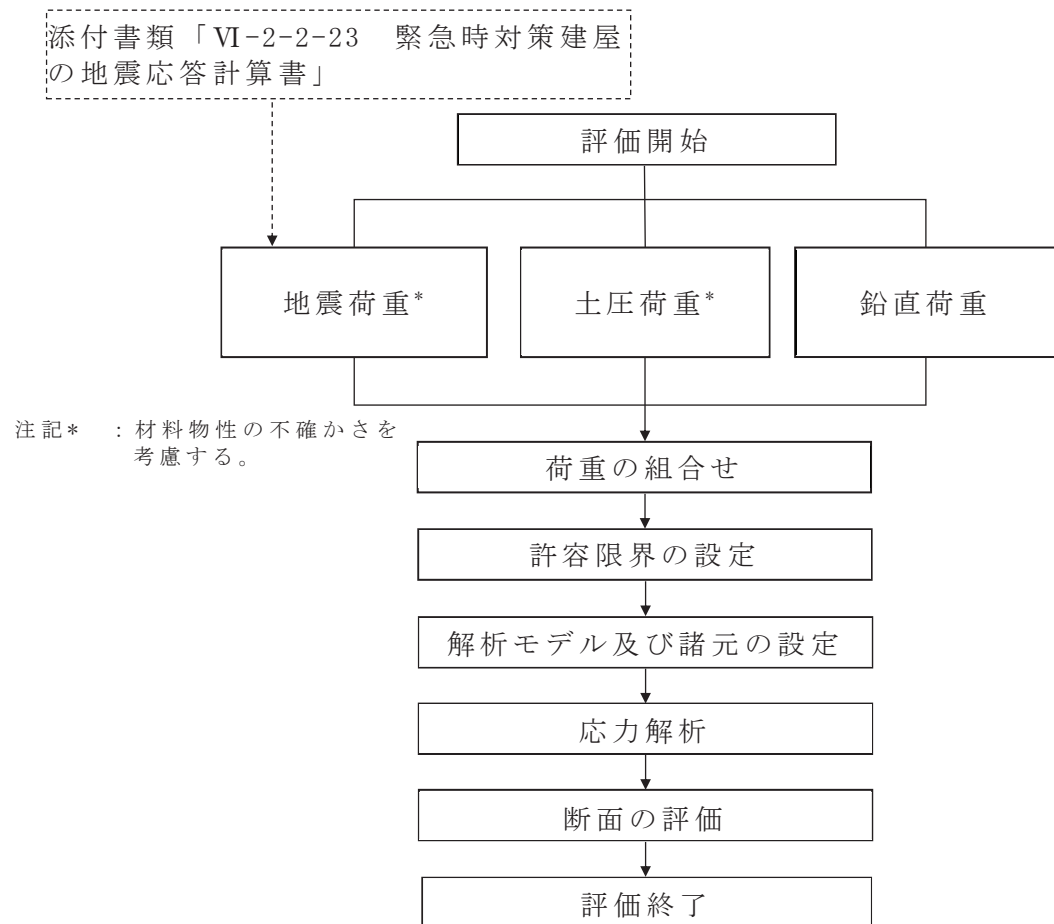 添付書類「Ⅵ-2-2-23 緊急時対策建屋
の地震応答計算書」
評価開始
地震荷重*
土圧荷重*
鉛直荷重
注記* :材料物性の不確かさを
考慮する。
荷重の組合せ
許容限界の設定
解析モデル及び諸元の設定
応力解析
断面の評価
評価終了